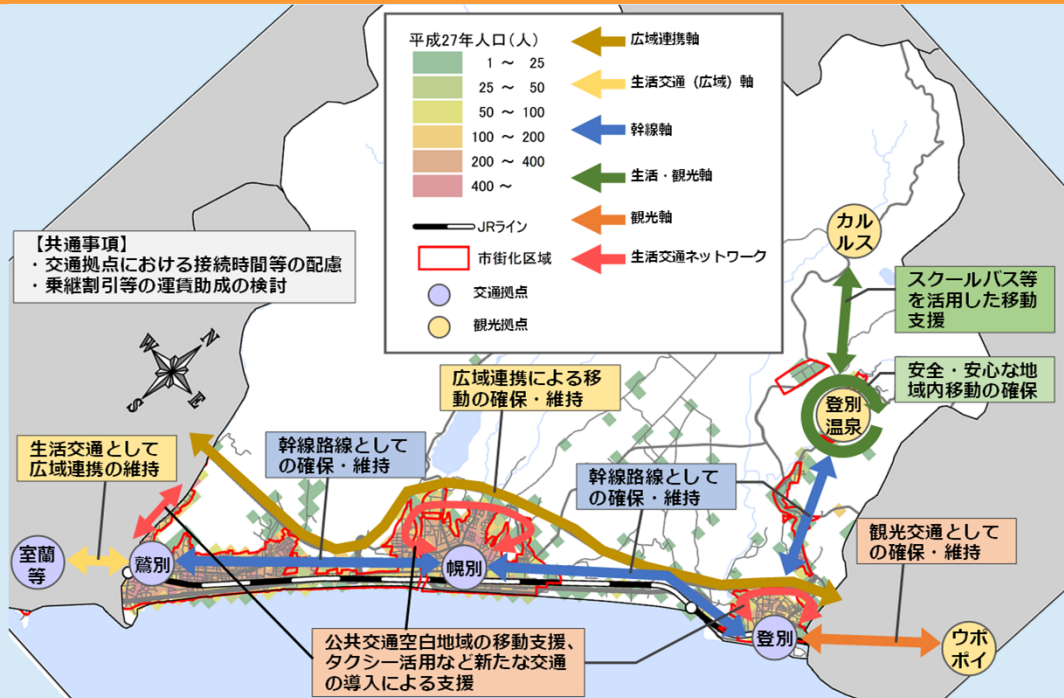 平成27年人口(人)
1 ～ 25
25 ～ 50
50 ～ 100
100 ～ 200
200 ～ 400
400 ～
JRライン
市街化区域
交通拠点
観光拠点
広域連携軸
生活交通（広域）軸
幹線軸
生活・観光軸
観光軸
生活交通ネットワーク
【共通事項】
・交通拠点における接続時間等の配慮
・乗継割引等の運賃助成の検討
N
W
E
S
カル
ルス
スクールバス等
を活用した移動
支援
安全・安心な地
域内移動の確保
登別
温泉
広域連携による移
動の確保・維持
生活交通として
広域連携の維持
幹線路線として
の確保・維持
幹線路線として
の確保・維持
観光交通として
の確保・維持
室蘭
等
鷲別
幌別
登別
ウポ
ポイ
公共交通空白地域の移動支援、
タクシー活用など新たな交通
の導入による支援